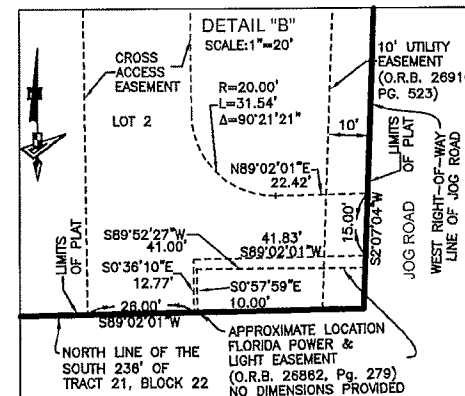 DETAIL "B"
SCALE:1"=20'
CROSS
ACCESS
EASEMENT
LOT 2
R=20.00'
L=31.54'
Δ=90°21'21"
10' UTILITY
EASEMENT
(O.R.B. 2691
PG. 523)
10'
N
N89°02'01"E
22.42'
LIMITS
OF PLAT
S2°07'04"W
15.00'
JOG ROAD
WEST RIGHT-OF-WAY
LINE OF JOG ROAD
S89°52'27"W
41.00'
41.83'
S89°02'01"W
LIMITS
OF PLAT
S0°36'10"E
12.77'
S0°57'59"E
10.00'
26.00'
S89°02'01"W
NORTH LINE OF THE
SOUTH 236' OF
TRACT 21, BLOCK 22
APPROXIMATE LOCATION
FLORIDA POWER &
LIGHT EASEMENT
(O.R.B. 26862, Pg. 279)
NO DIMENSIONS PROVIDED